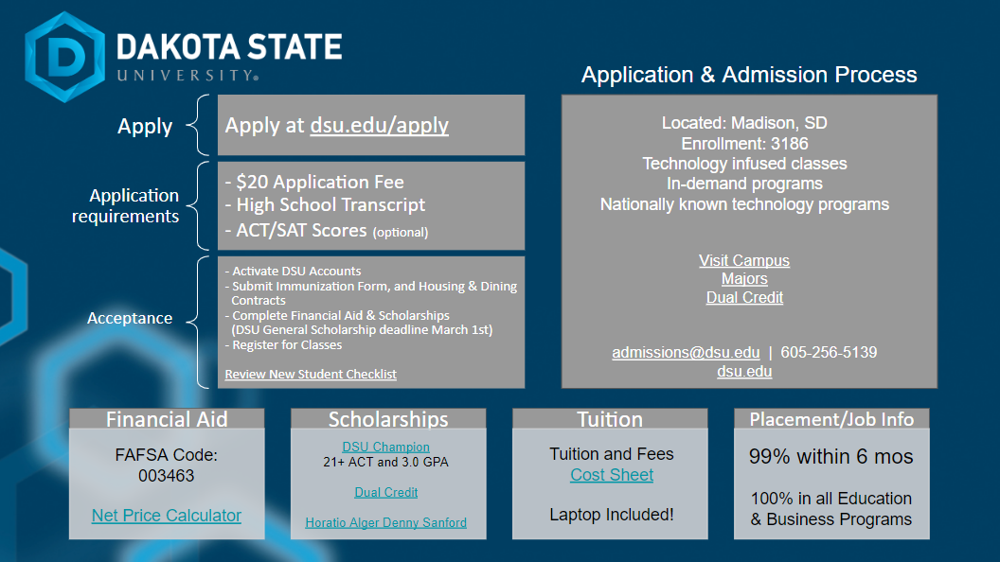 DAKOTA STATE
UNIVERSITY®
Application & Admission Process
Apply
Apply at dsu.edu/apply
Application
requirements
- $20 Application Fee
- High School Transcript
- ACT/SAT Scores (optional)
Acceptance
- Activate DSU Accounts
- Submit Immunization Form, and Housing & Dining
Contracts
- Complete Financial Aid & Scholarships
(DSU General Scholarship deadline March 1st)
- Register for Classes
Review New Student Checklist
Located: Madison, SD
Enrollment: 3186
Technology infused classes
In-demand programs
Nationally known technology programs
Visit Campus
Majors
Dual Credit
admissions@dsu.edu | 605-256-5139
dsu.edu
Financial Aid
FAFSA Code:
003463
Net Price Calculator
Scholarships
DSU Champion
21+ ACT and 3.0 GPA
Dual Credit
Horatio Alger Denny Sanford
Tuition
Tuition and Fees
Cost Sheet
Laptop Included!
Placement/Job Info
99% within 6 mos
100% in all Education
& Business Programs